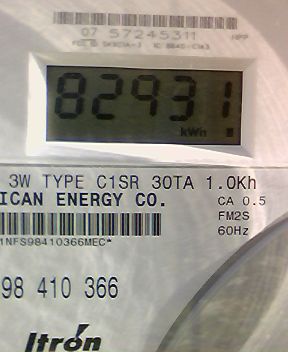 07 57245311
82931
kWh
3W TYPE C1SR 30TA 1.0Kh
ICAN ENERGY CO.
CA 0.5
FM2S
60Hz
1NFS98410366MEC*
98 410 366
Itrón